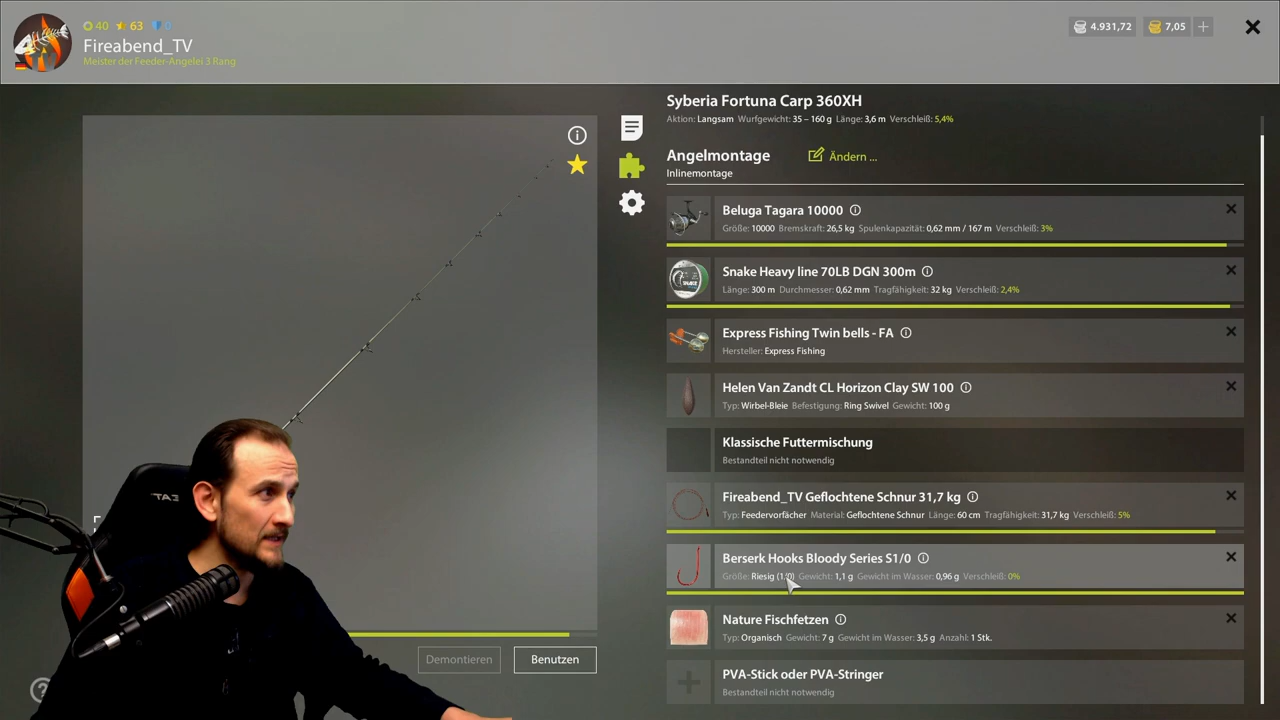 40 63 0
Fireabend_TV
Meister der Feeder-Angelei 3 Rang
4.931,72 7,05 +
Syberia Fortuna Carp 360XH
Aktion: Langsam Wurfgewicht: 35 – 160 g Länge: 3,6 m Verschleiß: 5,4%
Angelmontage
Ändern ...
Inlinemontage
Beluga Tagara 10000
Größe: 10000 Bremskraft: 26,5 kg Spulenkapazität: 0,62 mm / 167 m Verschleiß: 3%
Snake Heavy line 70LB DGN 300m
Länge: 300 m Durchmesser: 0,62 mm Tragfähigkeit: 32 kg Verschleiß: 2,4%
Express Fishing Twin bells - FA
Hersteller: Express Fishing
Helen Van Zandt CL Horizon Clay SW 100
Typ: Wirbel-Bleie Befestigung: Ring Swivel Gewicht: 100 g
Klassische Futtermischung
Bestandteil nicht notwendig
Fireabend_TV Geflochtene Schnur 31,7 kg
Typ: Feedervorfächer Material: Geflochtene Schnur Länge: 60 cm Tragfähigkeit: 31,7 kg Verschleiß: 5%
Berserk Hooks Bloody Series S1/0
Größe: Riesig (1/0) Gewicht: 1,1 g Gewicht im Wasser: 0,96 g Verschleiß: 0%
Nature Fischfetzen
Typ: Organisch Gewicht: 7 g Gewicht im Wasser: 3,5 g Anzahl: 1 Stk.
PVA-Stick oder PVA-Stringer
Bestandteil nicht notwendig
Demontieren
Benutzen